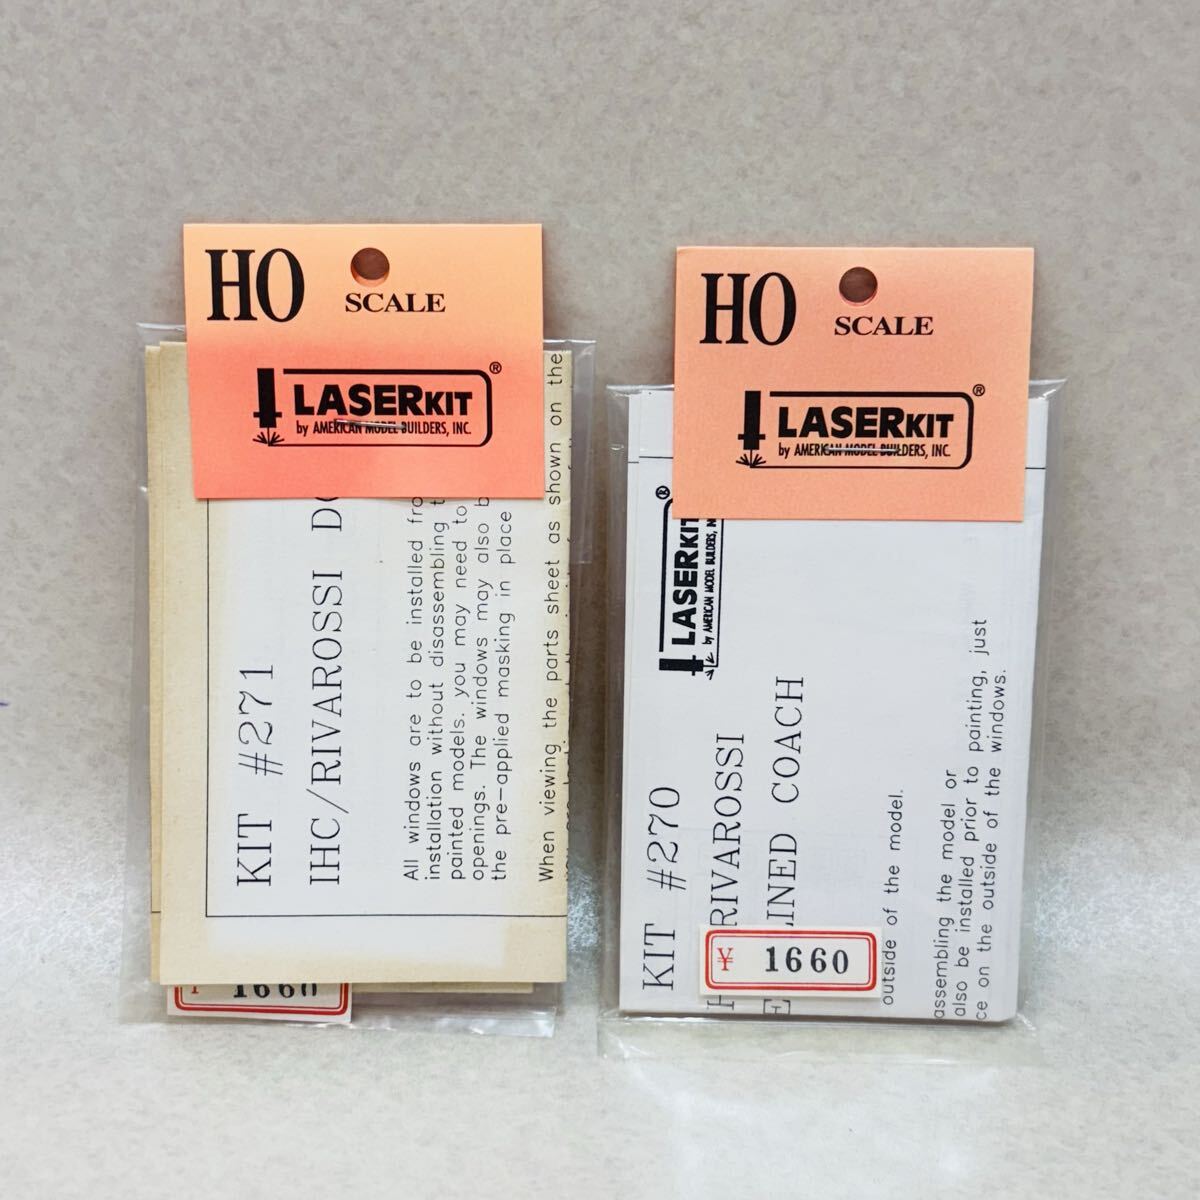 HO
SCALE
LASERKIT ®
by AMERICAN MODEL BUILDERS, INC.
KIT #271
IHC/RIVAROSSI
All windows are to be installed
installation without disassembling
painted models, you may need to
openings. The windows may also
the pre-applied masking in place
When viewing the parts sheet as shown on the
1660
HO
SCALE
LASERKIT ®
by AMERICAN MODEL BUILDERS, INC.
LASERKIT ®
by AMERICAN MODEL BUILDERS,
KIT #270
RIVAROSSI
COACH
outside of the model.
assembling the model or
also be installed prior to painting, just
on the outside of the windows.
¥ 1660